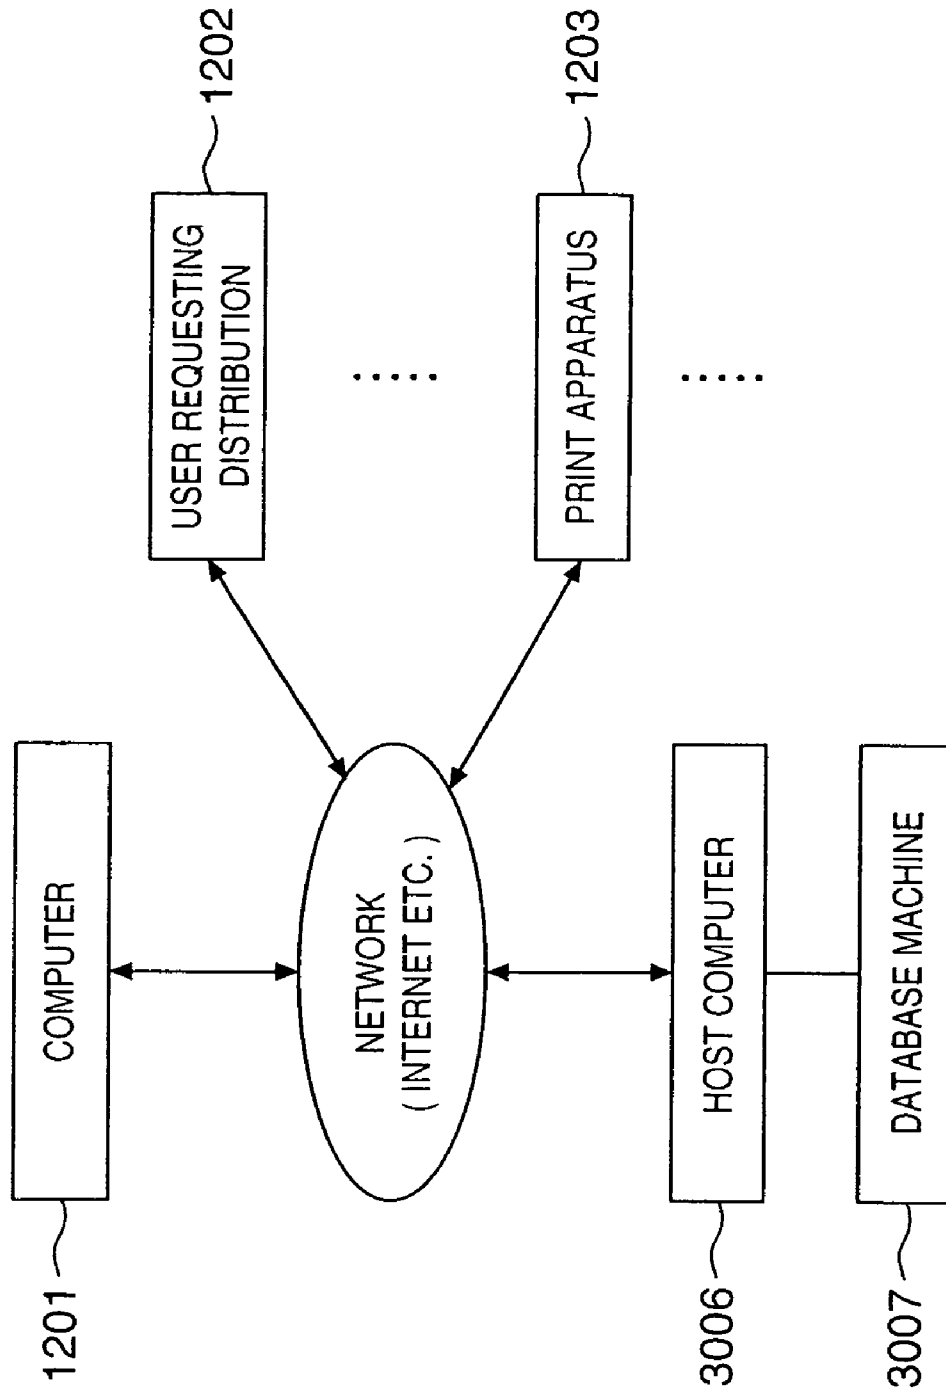 1201
COMPUTER
NETWORK
( INTERNET ETC. )
3006
HOST COMPUTER
3007
DATABASE MACHINE
USER REQUESTING
DISTRIBUTION
1202
.....
PRINT APPARATUS
1203
.....